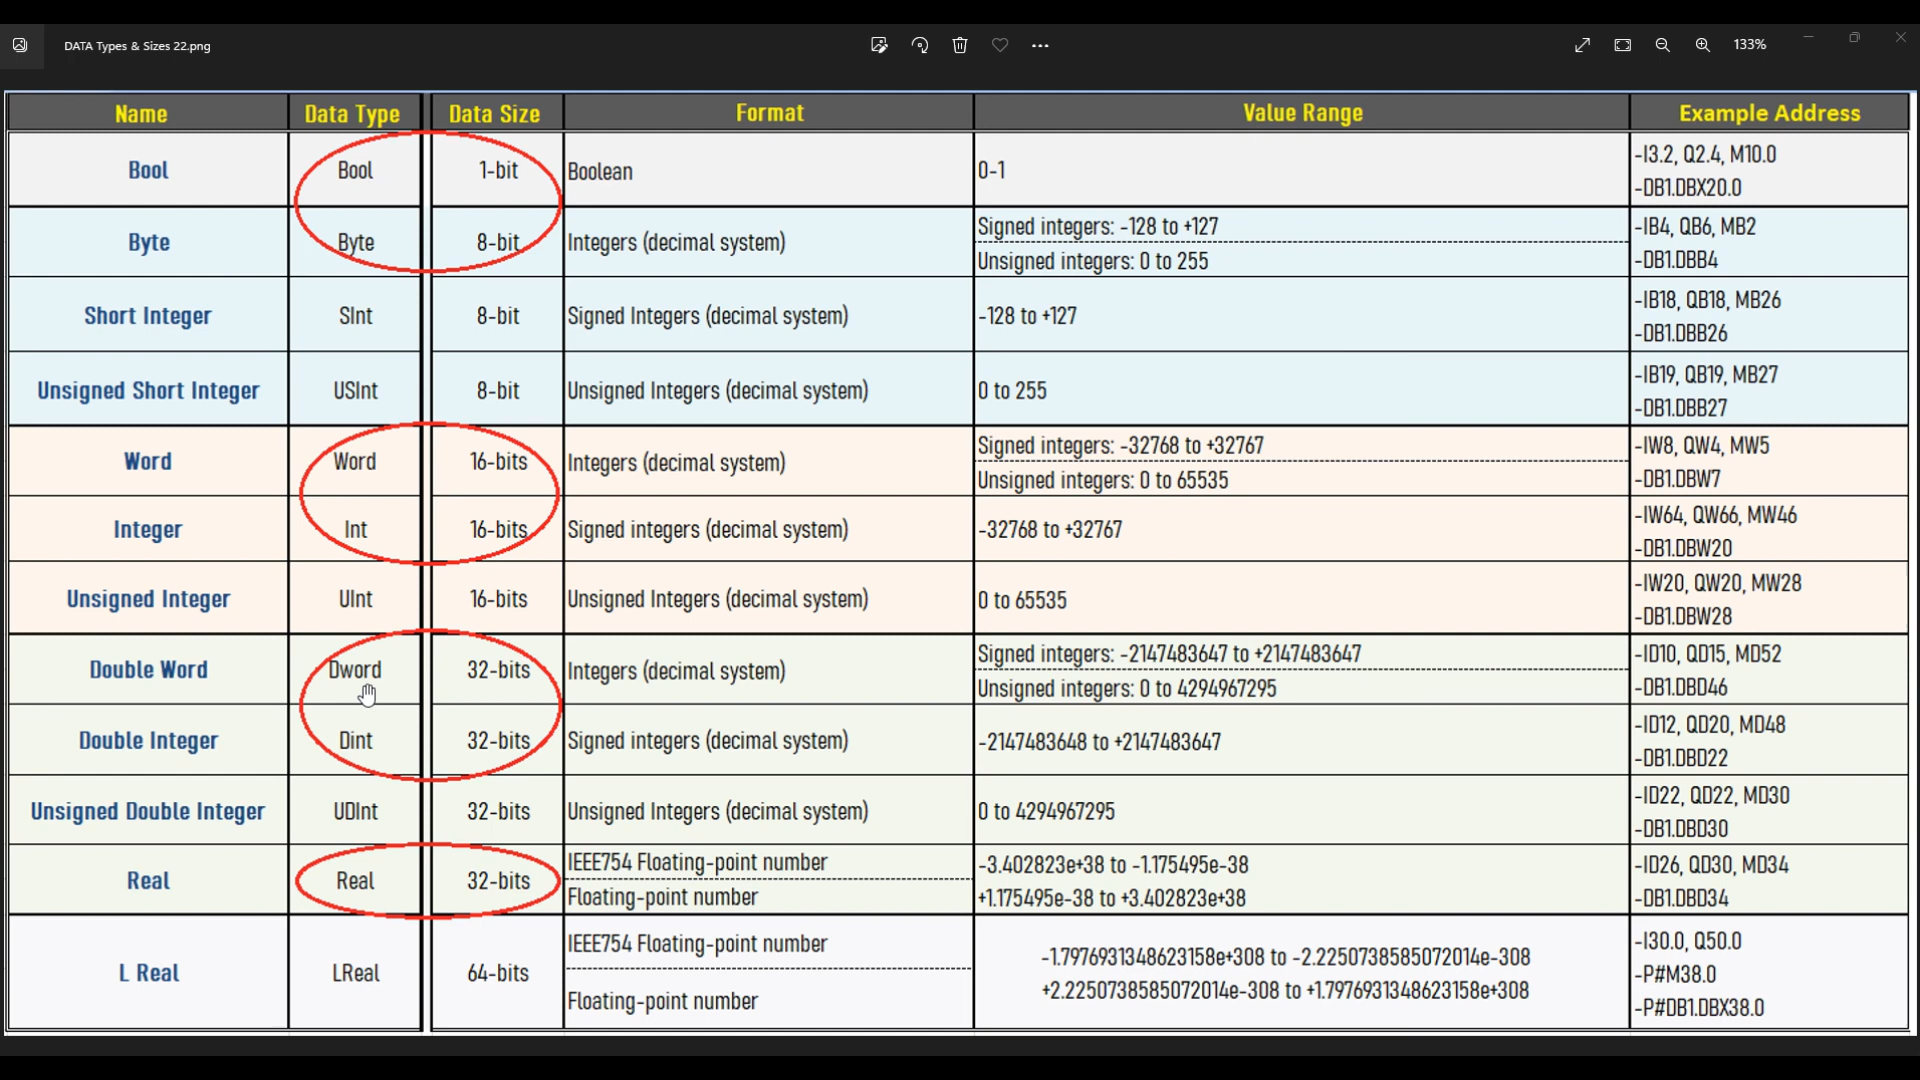 DATA Types & Sizes 22.png
133%
Name Data Type Data Size Format Value Range Example Address
Bool Bool 1-bit Boolean 0-1 -I3.2, Q2.4, M10.0
-DB1.DBX20.0
Byte Byte 8-bit Integers (decimal system) Signed integers: -128 to +127 -IB4, QB6, MB2
Unsigned integers: 0 to 255 -DB1.DBB4
Short Integer SInt 8-bit Signed Integers (decimal system) -128 to +127 -IB18, QB18, MB26
-DB1.DBB26
Unsigned Short Integer USInt 8-bit Unsigned Integers (decimal system) 0 to 255 -IB19, QB19, MB27
-DB1.DBB27
Word Word 16-bits Integers (decimal system) Signed integers: -32768 to +32767 -IW8, QW4, MW5
Unsigned integers: 0 to 65535 -DB1.DBW7
Integer Int 16-bits Signed integers (decimal system) -32768 to +32767 -IW64, QW66, MW46
-DB1.DBW20
Unsigned Integer UInt 16-bits Unsigned Integers (decimal system) 0 to 65535 -IW20, QW20, MW28
-DB1.DBW28
Double Word Dword 32-bits Integers (decimal system) Signed integers: -2147483647 to +2147483647 -ID10, QD15, MD52
Unsigned integers: 0 to 4294967295 -DB1.DBD46
Double Integer Dint 32-bits Signed integers (decimal system) -2147483648 to +2147483647 -ID12, QD20, MD48
-DB1.DBD22
Unsigned Double Integer UDInt 32-bits Unsigned Integers (decimal system) 0 to 4294967295 -ID22, QD22, MD30
-DB1.DBD30
Real Real 32-bits IEEE754 Floating-point number -3.402823e+38 to -1.175495e-38 -ID26, QD30, MD34
Floating-point number +1.175495e-38 to +3.402823e+38 -DB1.DBD34
L Real LReal 64-bits IEEE754 Floating-point number -1.7976931348623158e+308 to -2.2250738585072014e-308 -I30.0, Q50.0
-P#M38.0
Floating-point number +2.2250738585072014e-308 to +1.7976931348623158e+308 -P#DB1.DBX38.0